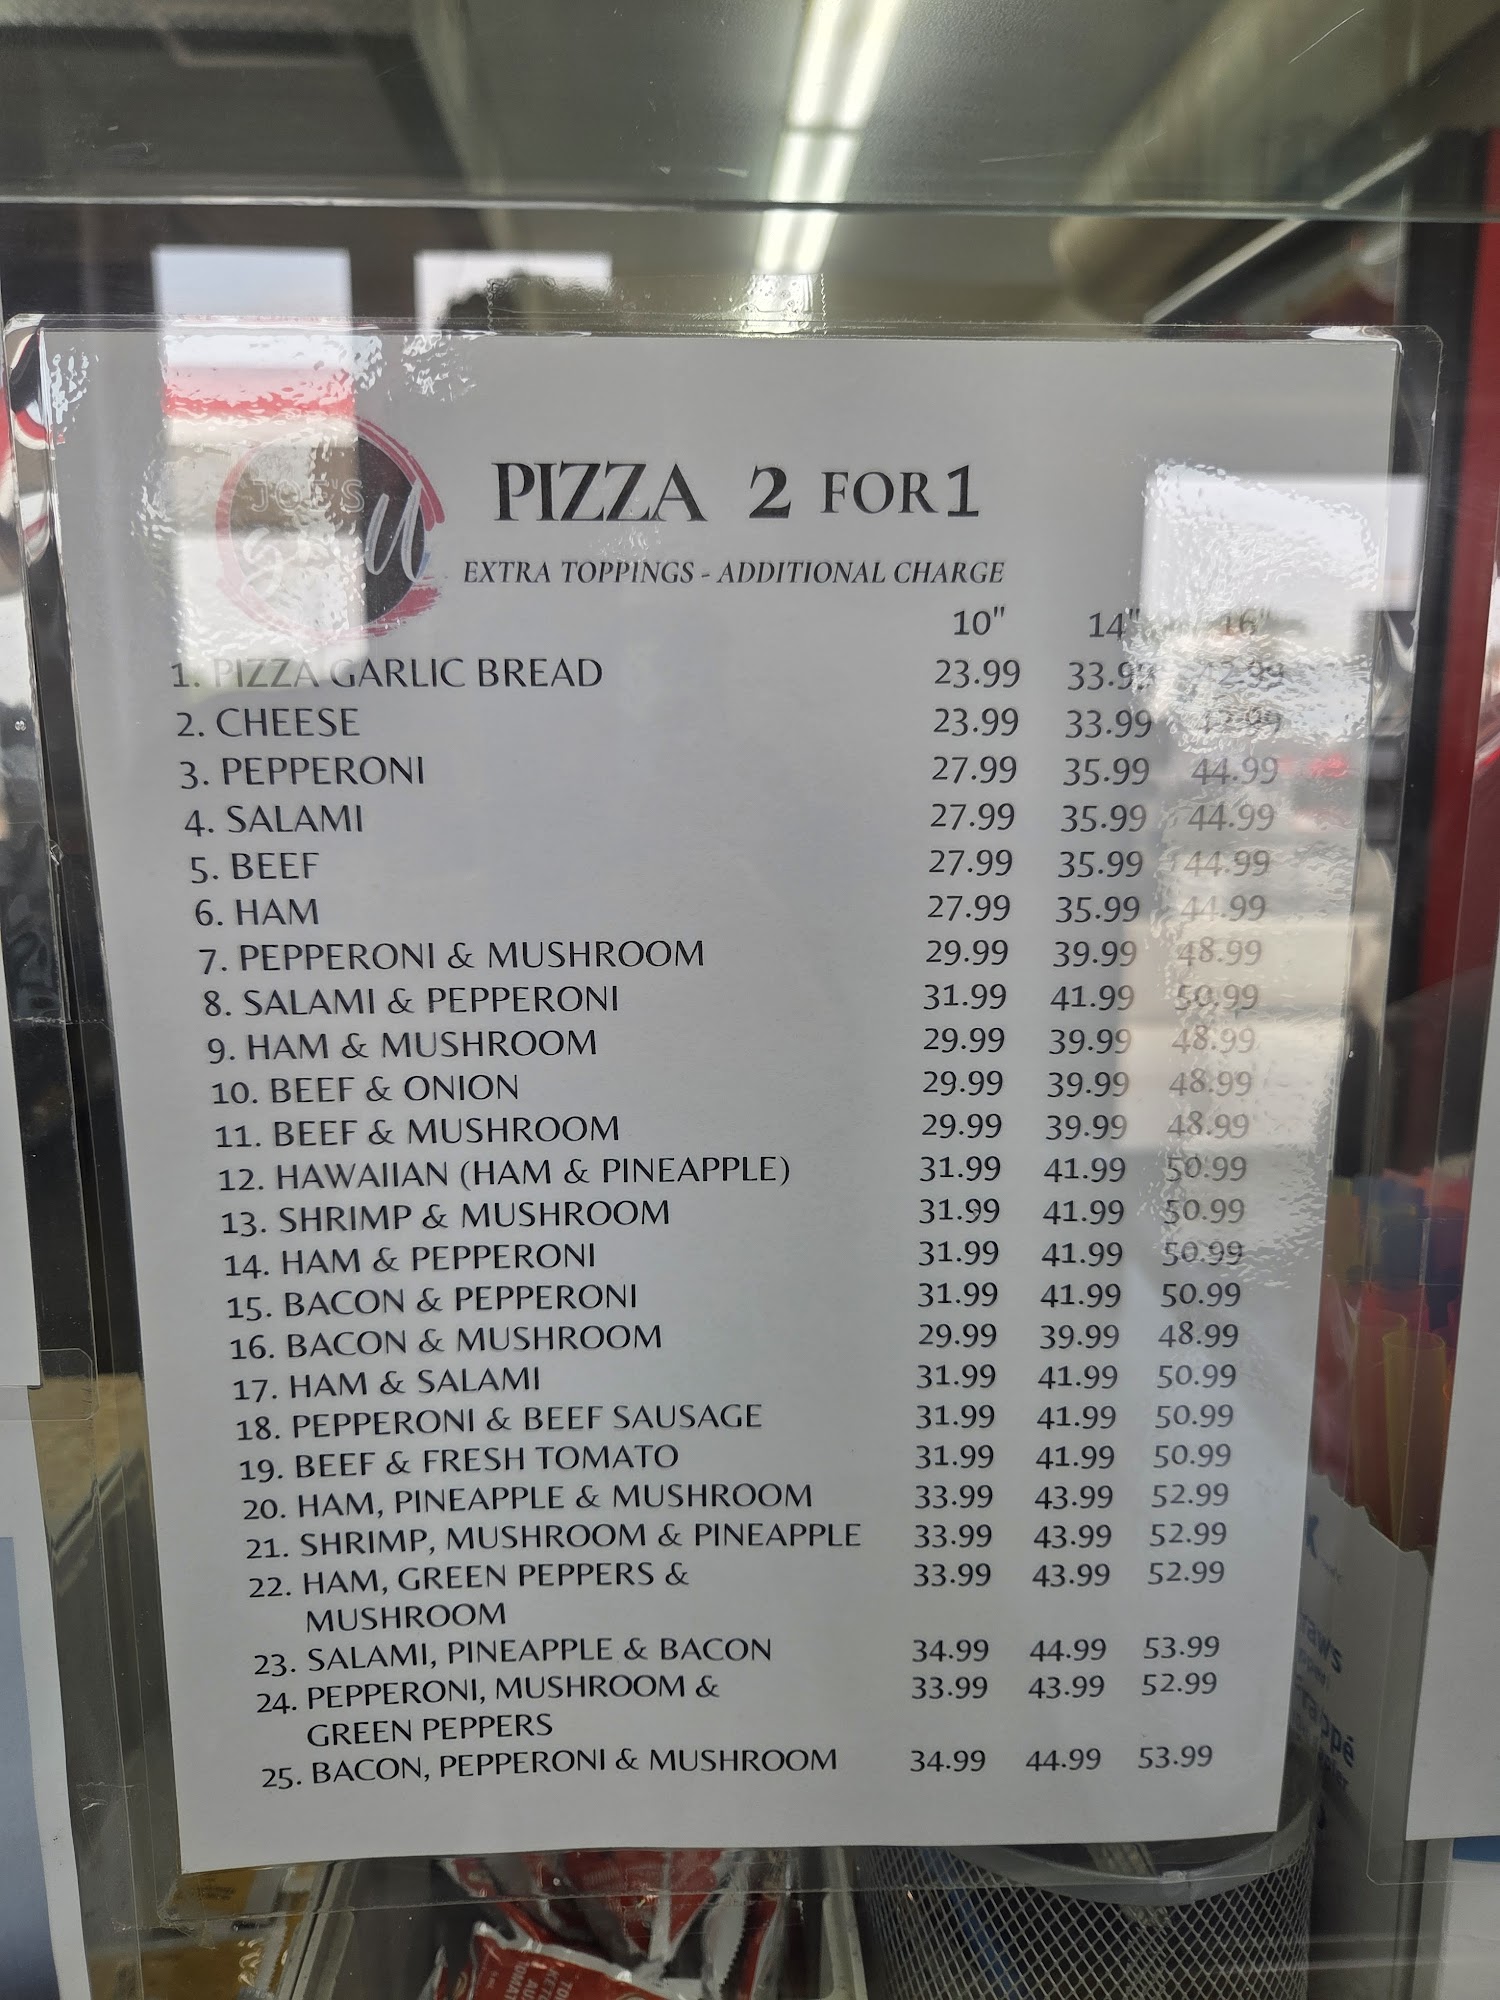 JOE'S
PIZZA 2 FOR 1
EXTRA TOPPINGS - ADDITIONAL CHARGE
10" 14" 16"
1. PIZZA GARLIC BREAD 23.99 33.99 42.99
2. CHEESE 23.99 33.99 42.99
3. PEPPERONI 27.99 35.99 44.99
4. SALAMI 27.99 35.99 44.99
5. BEEF 27.99 35.99 44.99
6. HAM 27.99 35.99 44.99
7. PEPPERONI & MUSHROOM 29.99 39.99 48.99
8. SALAMI & PEPPERONI 31.99 41.99 50.99
9. HAM & MUSHROOM 29.99 39.99 48.99
10. BEEF & ONION 29.99 39.99 48.99
11. BEEF & MUSHROOM 29.99 39.99 48.99
12. HAWAIIAN (HAM & PINEAPPLE) 31.99 41.99 50.99
13. SHRIMP & MUSHROOM 31.99 41.99 50.99
14. HAM & PEPPERONI 31.99 41.99 50.99
15. BACON & PEPPERONI 31.99 41.99 50.99
16. BACON & MUSHROOM 29.99 39.99 48.99
17. HAM & SALAMI 31.99 41.99 50.99
18. PEPPERONI & BEEF SAUSAGE 31.99 41.99 50.99
19. BEEF & FRESH TOMATO 31.99 41.99 50.99
20. HAM, PINEAPPLE & MUSHROOM 33.99 43.99 52.99
21. SHRIMP, MUSHROOM & PINEAPPLE 33.99 43.99 52.99
22. HAM, GREEN PEPPERS & 33.99 43.99 52.99
MUSHROOM
23. SALAMI, PINEAPPLE & BACON 34.99 44.99 53.99
24. PEPPERONI, MUSHROOM & 33.99 43.99 52.99
GREEN PEPPERS
25. BACON, PEPPERONI & MUSHROOM 34.99 44.99 53.99